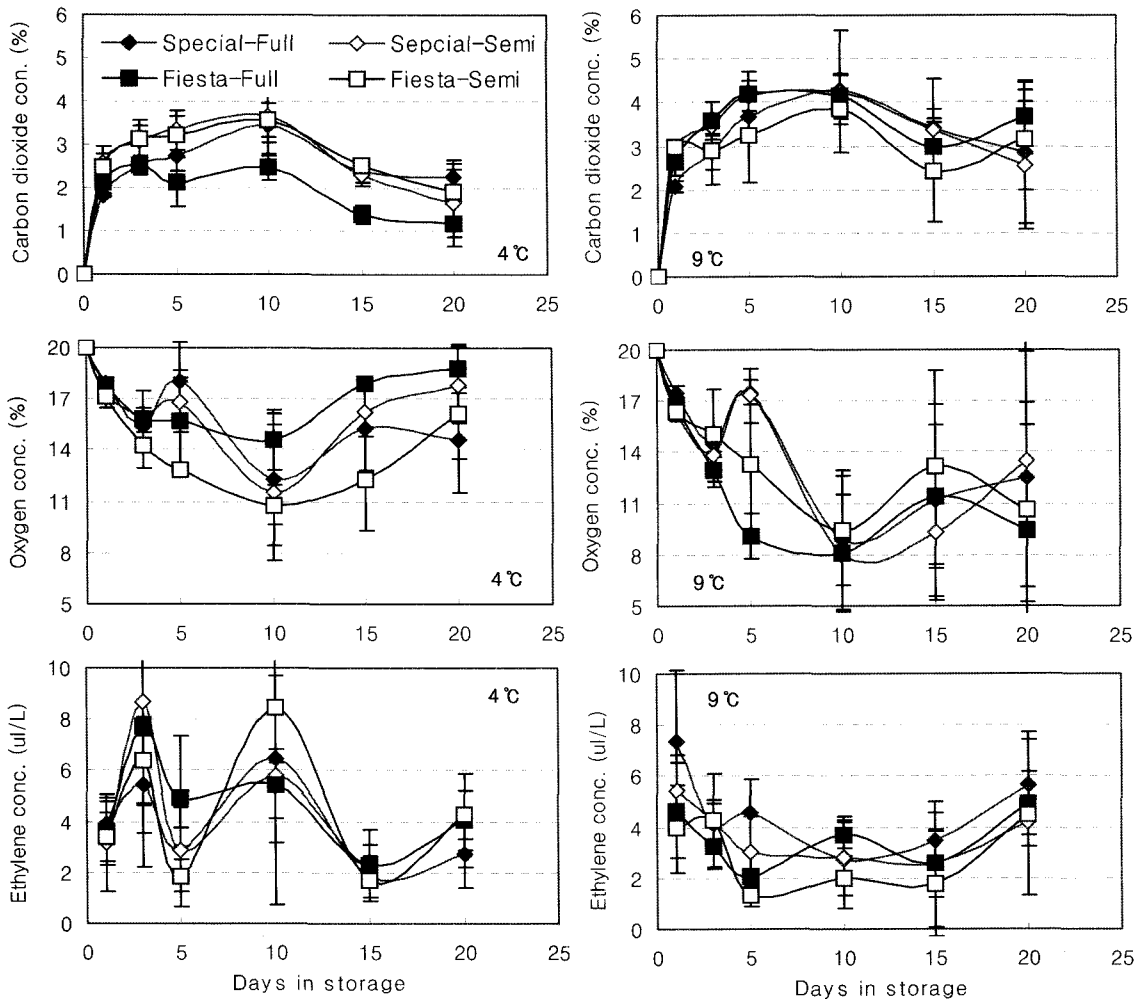 Carbon dioxide con. (%)
6
5
4
3
2
1
0
Special-Full
Sepcial-Semi
Fiesta-Full
Fiesta-Semi
4℃
0 5 10 15 20 25
Carbon dioxide conc. (%)
6
5
4
3
2
1
0
9℃
0 5 10 15 20 25
Oxygen conc. (%)
20
17
14
11
8
5
4℃
0 5 10 15 20 25
Oxygen conc. (%)
20
17
14
11
8
5
9℃
0 5 10 15 20 25
Ethylene conc. (ul/L)
10
8
6
4
2
0
4℃
0 5 10 15 20 25
Days in storage
Ethylene conc. (ul/L)
10
8
6
4
2
0
9℃
0 5 10 15 20 25
Days in storage